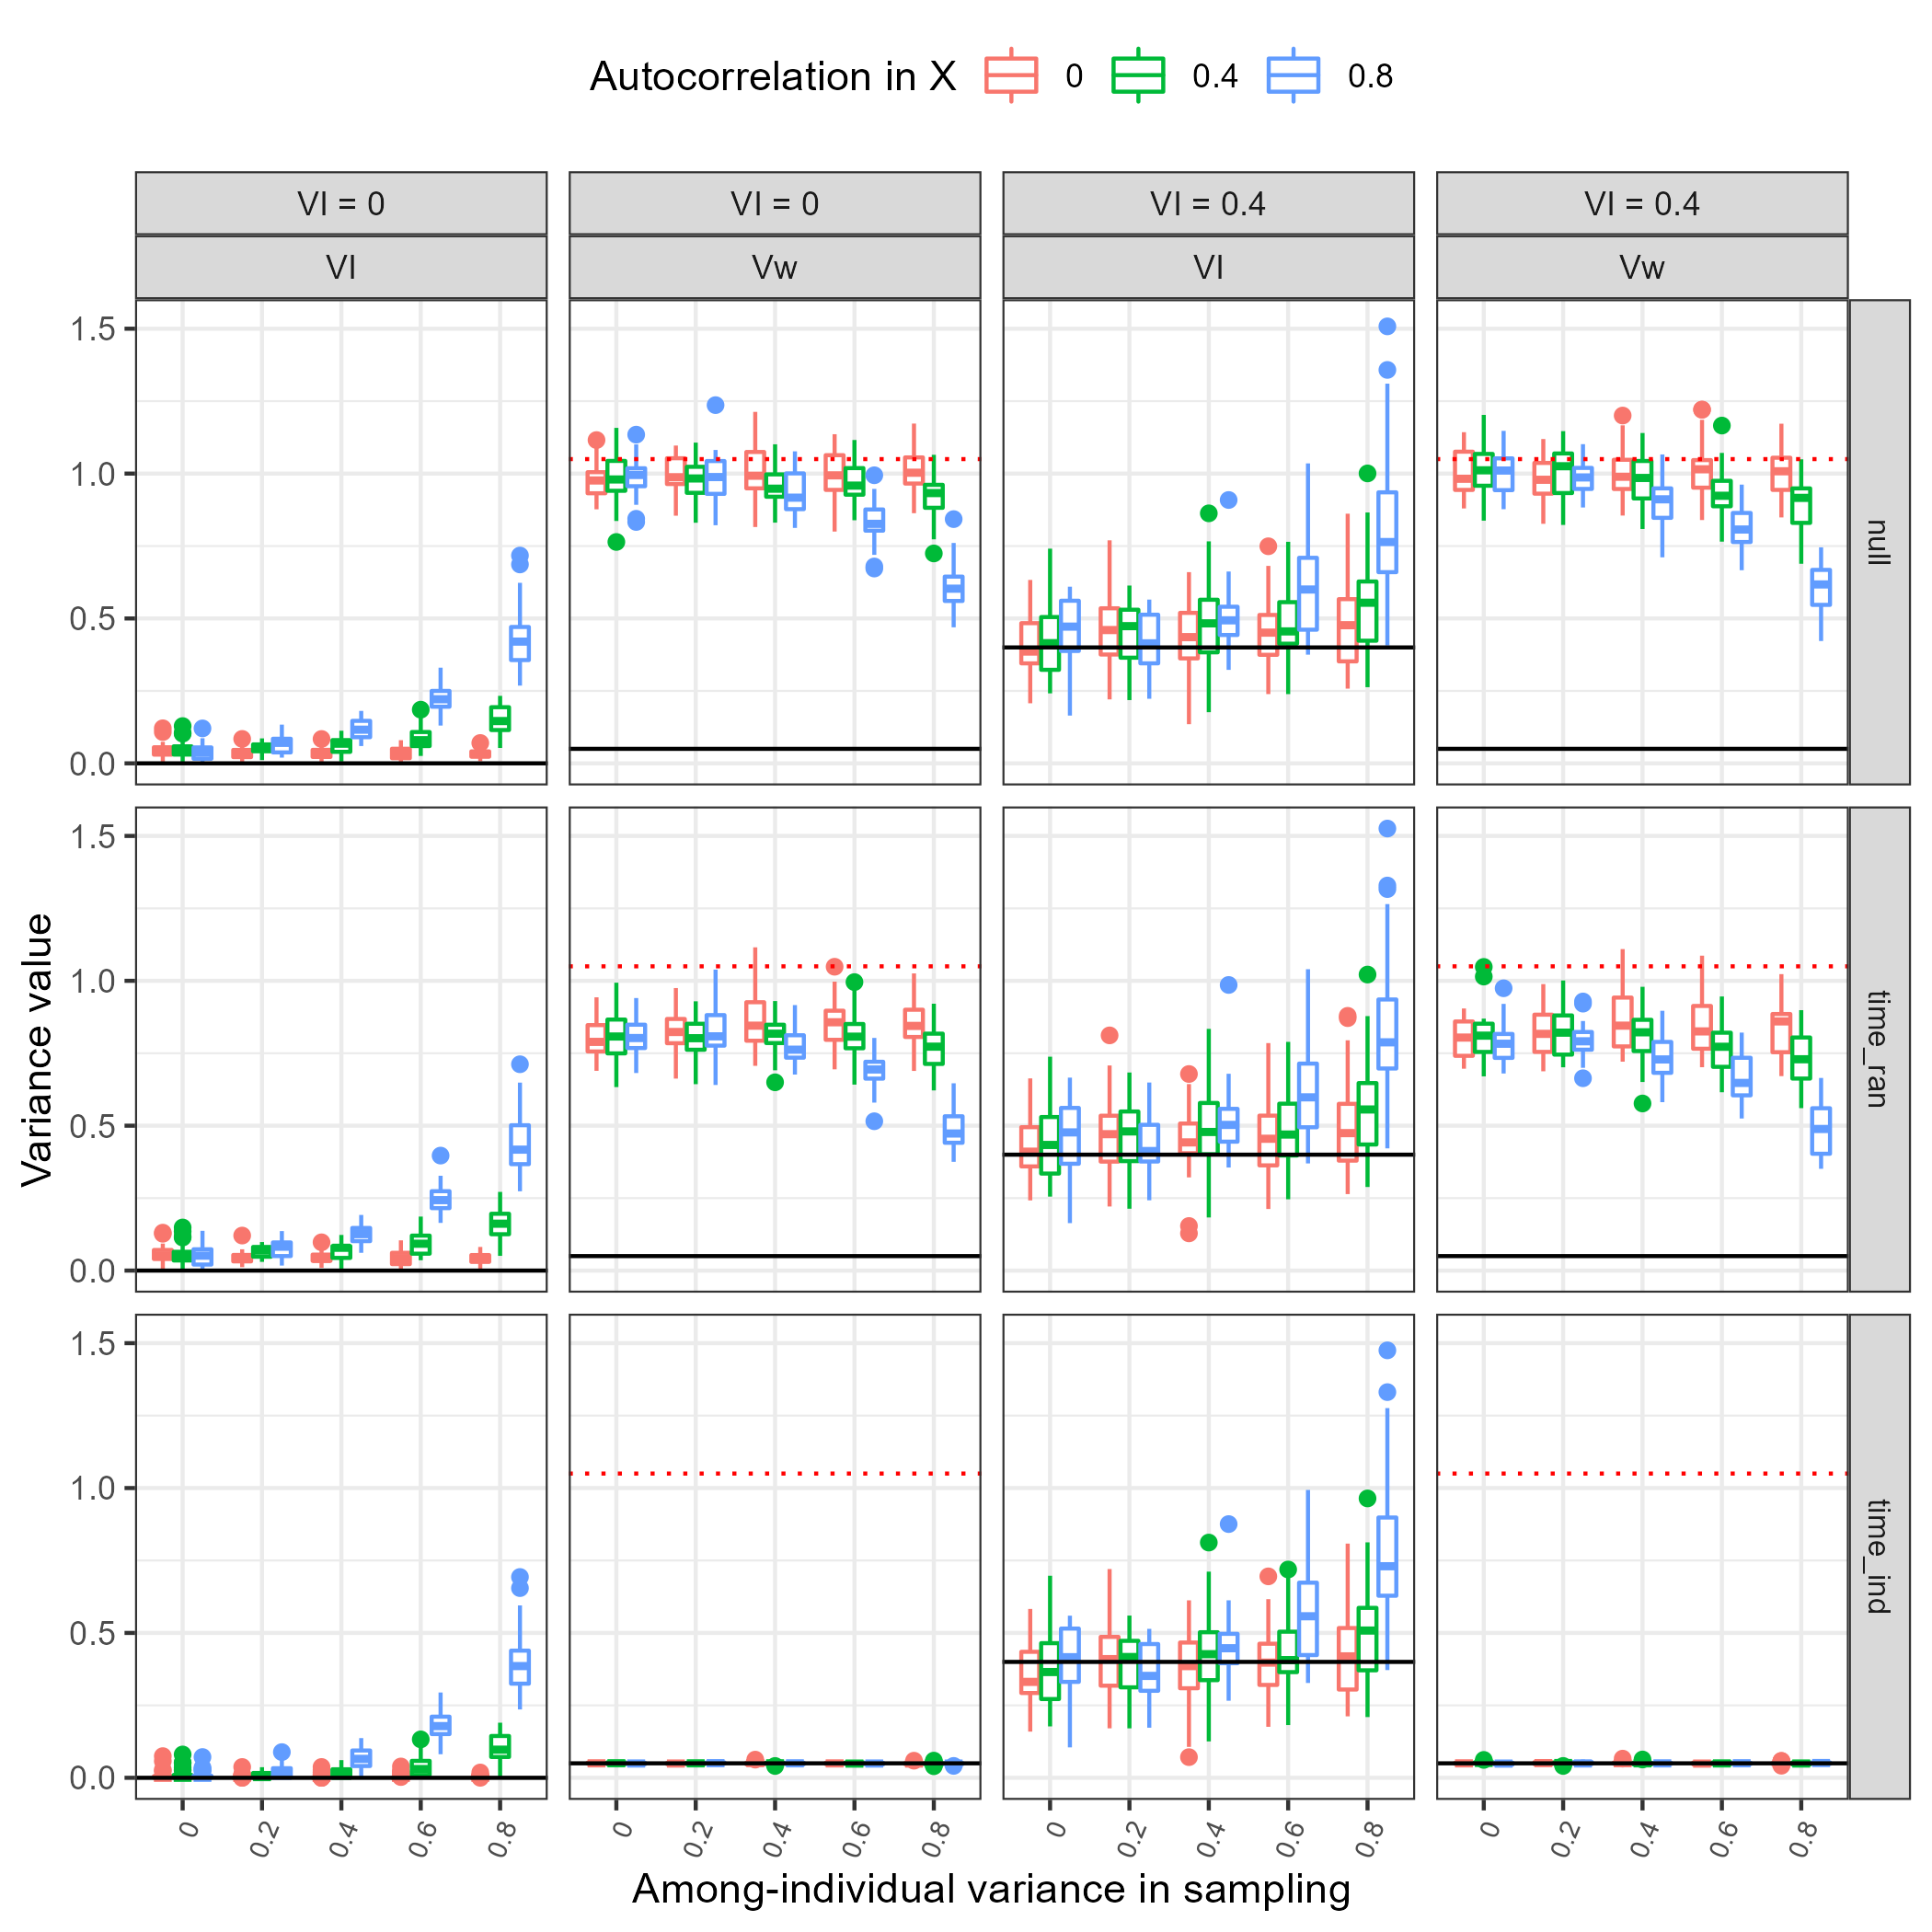 Autocorrelation in X 0 0.4 0.8
VI = 0 VI = 0 VI = 0.4 VI = 0.4
VI Vw VI Vw
1.5
1.0
0.5
0.0
null
1.5
1.0
0.5
0.0
time_ran
1.5
1.0
0.5
0.0
time_ind
Variance value
0 0.2 0.4 0.6 0.8 0 0.2 0.4 0.6 0.8 0 0.2 0.4 0.6 0.8 0 0.2 0.4 0.6 0.8
Among-individual variance in sampling